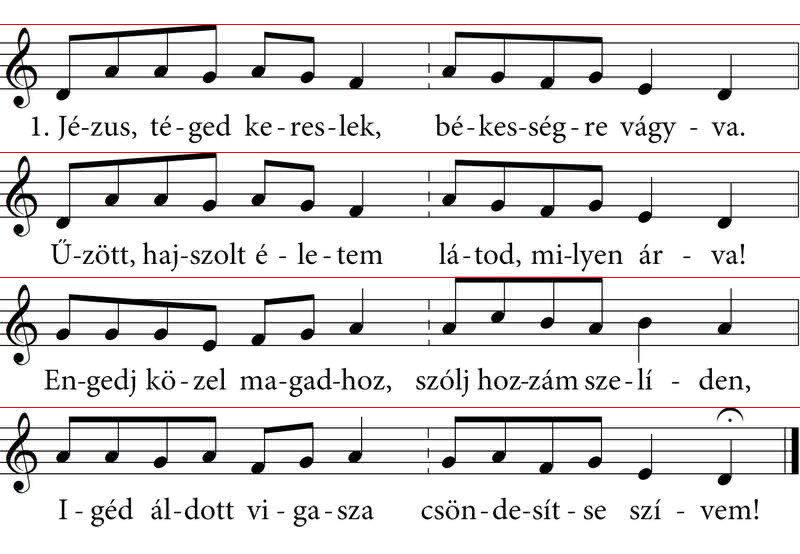 1. Jé-zus, té-ged ke-res-lek, bé-kes-ség-re vágy-va.
Ű-zött, haj-szolt é-le-tem lá-tod, mi-lyen ár-va!
En-gedj kö-zel ma-gad-hoz, szólj hoz-zám sze-lí-den,
I-géd ál-dott vi-ga-sza csön-de-sít-se szí-vem!